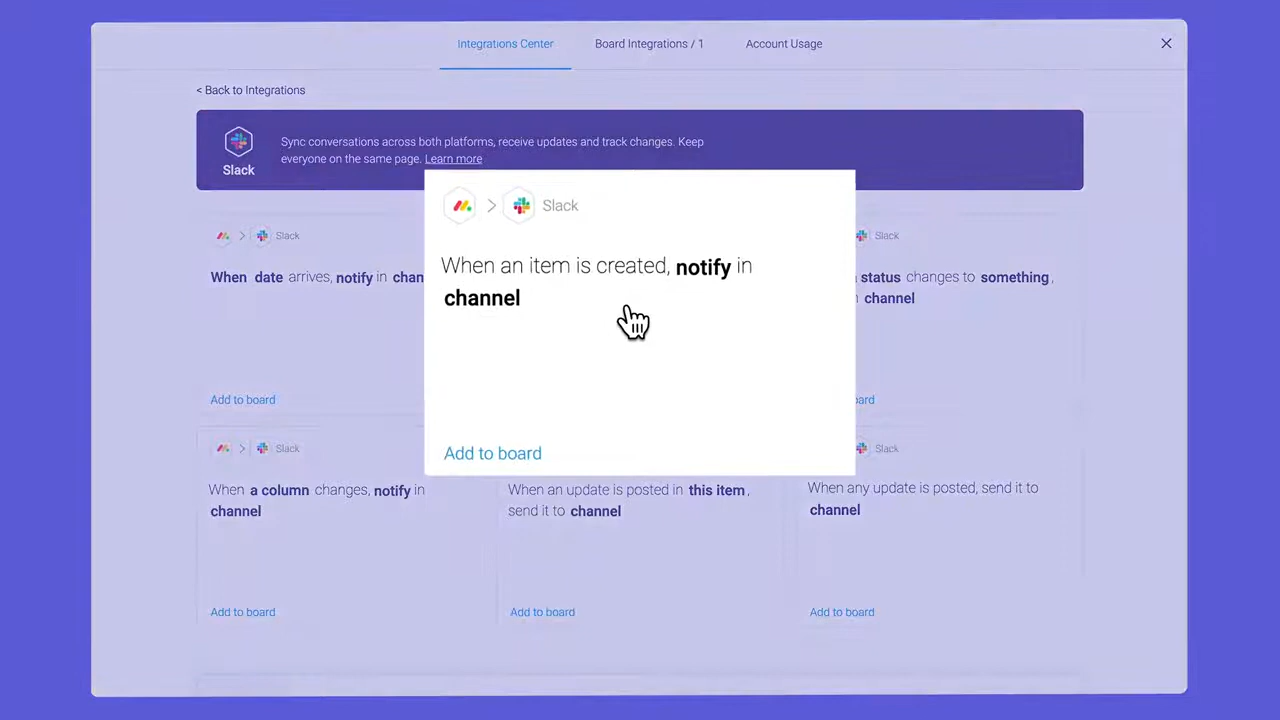 Integrations Center
Board Integrations / 1
Account Usage
< Back to Integrations
Sync conversations across both platforms, receive updates and track changes. Keep
everyone on the same page. Learn more
Slack
Slack
When date arrives, notify in chan
Add to board
Slack
When an item is created, notify in
channel
Add to board
Slack
status changes to something,
channel
Slack
When a column changes, notify in
channel
Add to board
When an update is posted in this item,
send it to channel
Add to board
Slack
When any update is posted, send it to
channel
Add to board